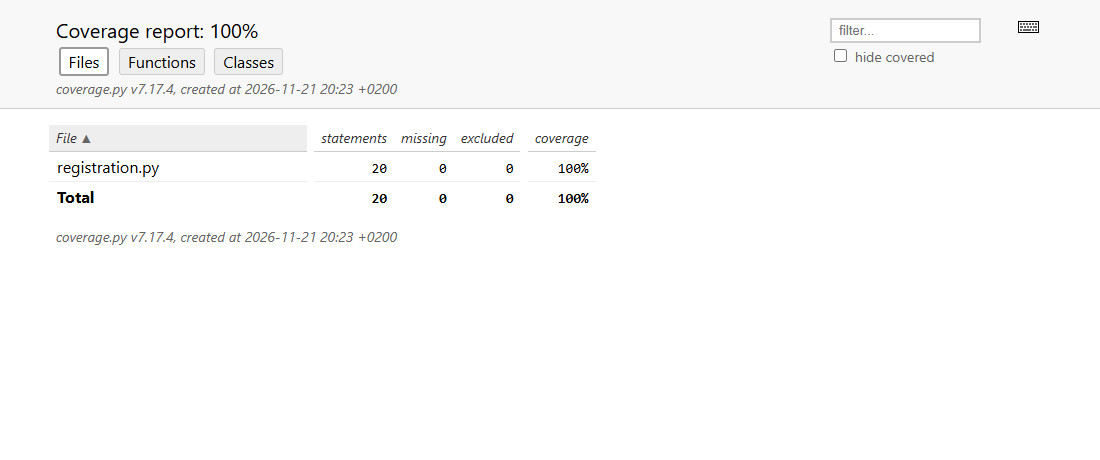 Coverage report: 100%
filter...
hide covered
Files Functions Classes
coverage.py v7.17.4, created at 2026-11-21 20:23 +0200
File ▲ statements missing excluded coverage
registration.py 20 0 0 100%
Total 20 0 0 100%
coverage.py v7.17.4, created at 2026-11-21 20:23 +0200